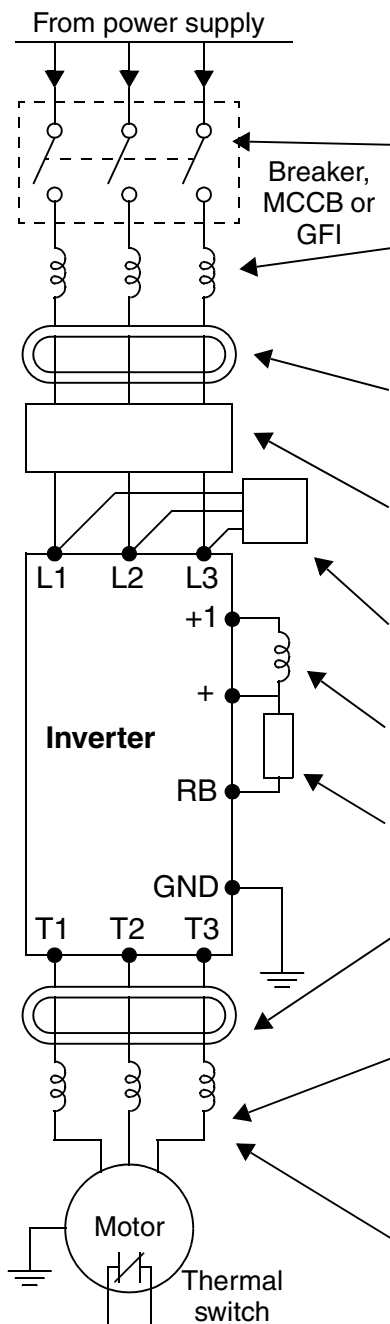 From power supply
Breaker,
MCCB or
GFI
L1 L2 L3
+1
+
Inverter
RB
GND
T1 T2 T3
Motor
Thermal
switch